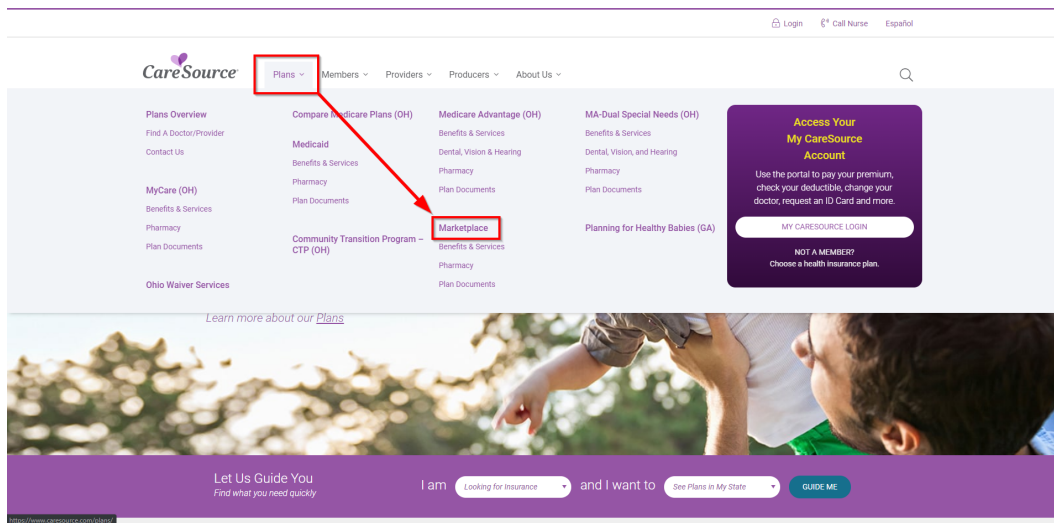 Login
Call Nurse
Español
CareSource
Plans
Members
Providers
Producers
About Us
Plans Overview
Find A Doctor/Provider
Contact Us
MyCare (OH)
Benefits & Services
Pharmacy
Plan Documents
Ohio Waiver Services
Compare Medicare Plans (OH)
Medicaid
Benefits & Services
Pharmacy
Plan Documents
Community Transition Program –
CTP (OH)
Medicare Advantage (OH)
Benefits & Services
Dental, Vision & Hearing
Pharmacy
Plan Documents
Marketplace
Benefits & Services
Pharmacy
Plan Documents
MA-Dual Special Needs (OH)
Benefits & Services
Dental, Vision, and Hearing
Pharmacy
Plan Documents
Planning for Healthy Babies (GA)
Access Your
My CareSource
Account
Use the portal to pay your premium,
check your deductible, change your
doctor, request an ID Card and more.
MY CARESOURCE LOGIN
NOT A MEMBER?
Choose a health insurance plan.
Learn more about our Plans
Let Us Guide You
Find what you need quickly
I am
Looking for Insurance
and I want to
See Plans in My State
GUIDE ME
https://www.caresource.com/plans/